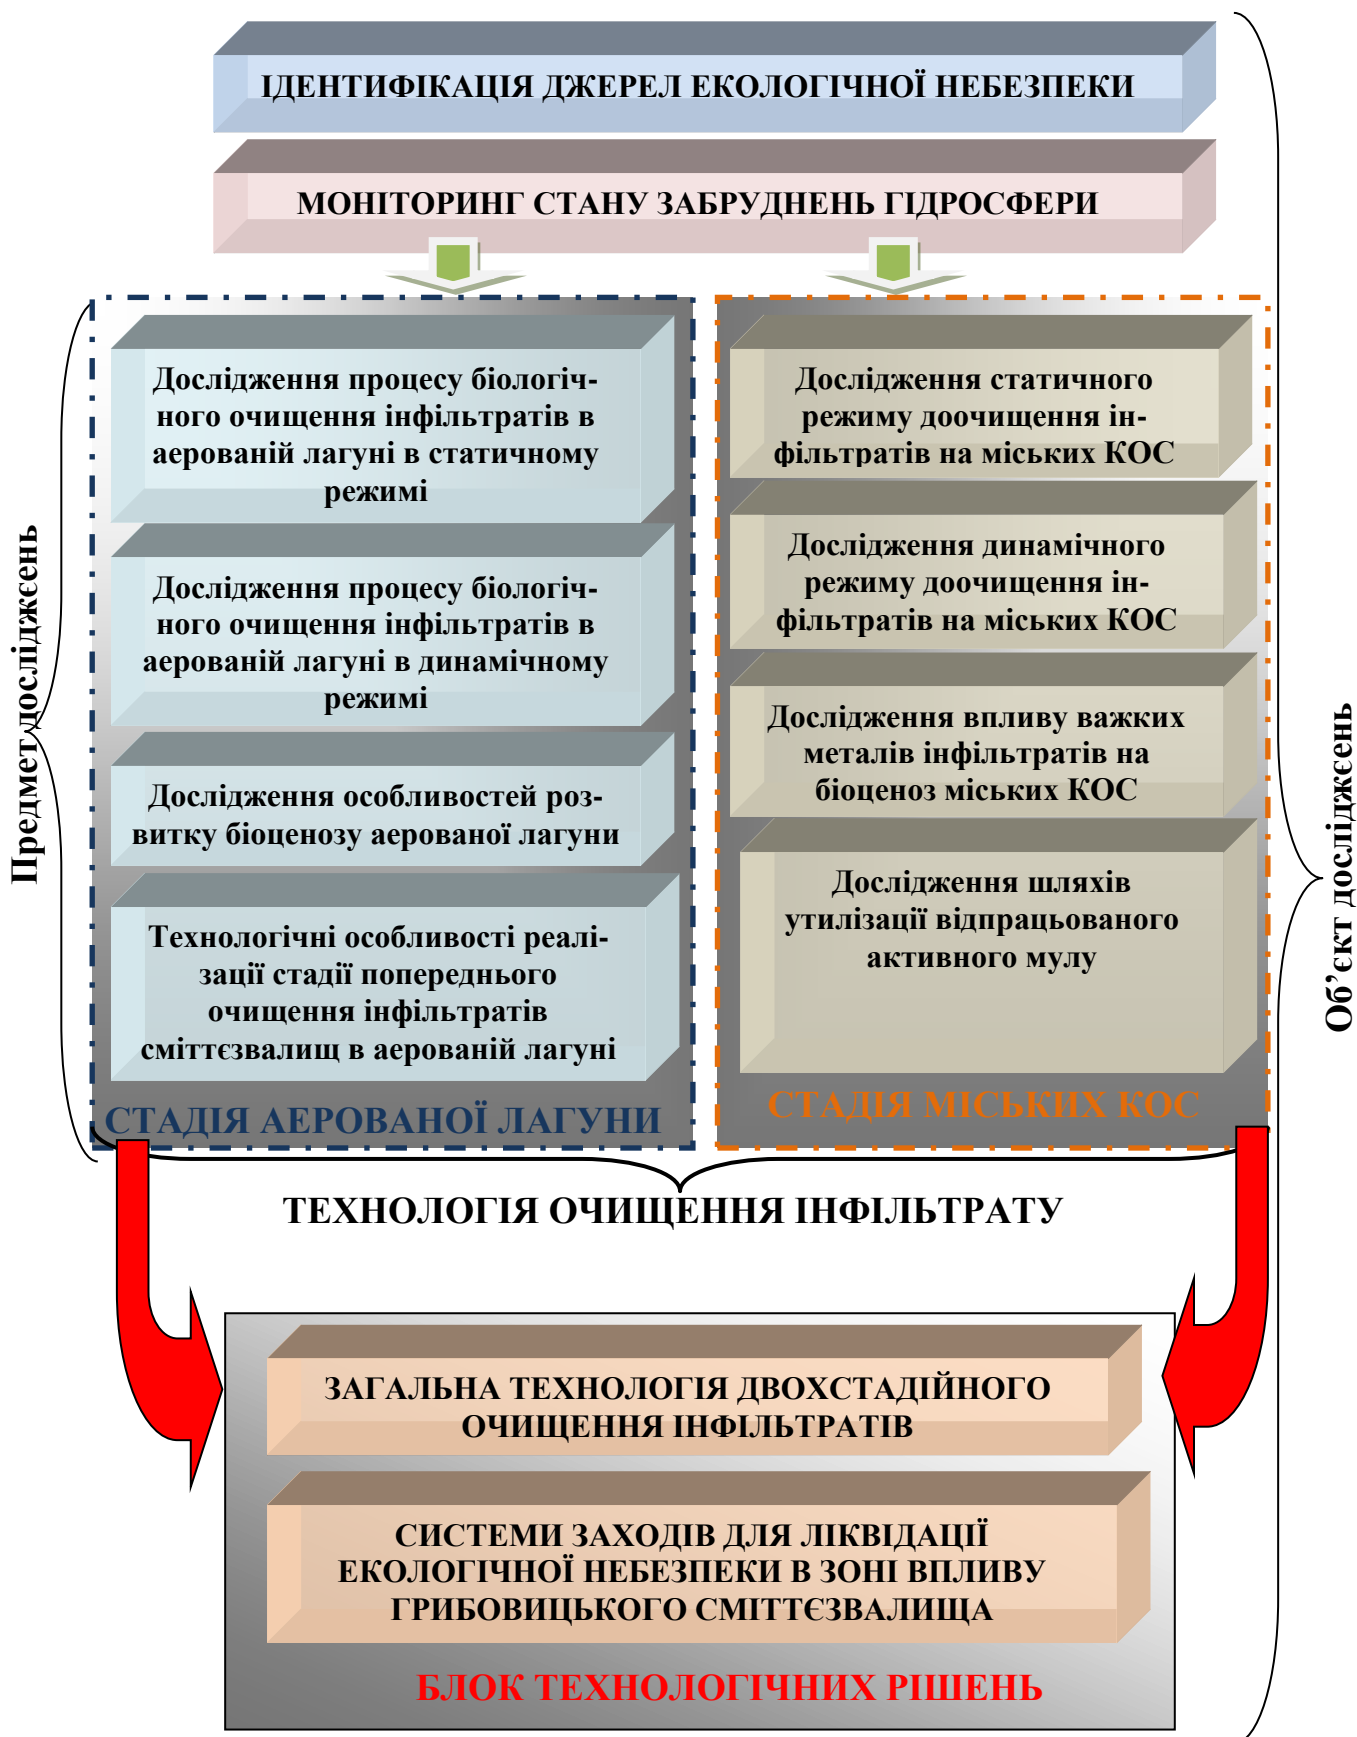 ІДЕНТИФІКАЦІЯ ДЖЕРЕЛ ЕКОЛОГІЧНОЇ НЕБЕЗПЕКИ
МОНІТОРИНГ СТАНУ ЗАБРУДНЕНЬ ГІДРОСФЕРИ
Предмет досліджєень
Дослідження процесу біологіч-
ного очищення інфільтратів в
аерованій лагуні в статичному
режимі
Дослідження процесу біологіч-
ного очищення інфільтратів в
аерованій лагуні в динамічному
режимі
Дослідження особливостей роз-
витку біоценозу аерованої лагуни
Технологічні особливості реалі-
зації стадії попереднього
очищення інфільтратів
сміттєзвалищ в аерованій лагуні
СТАДІЯ АЕРОВАНОЇ ЛАГУНИ
Дослідження статичного
режиму доочищення ін-
фільтратів на міських КОС
Дослідження динамічного
режиму доочищення ін-
фільтратів на міських КОС
Дослідження впливу важких
металів інфільтратів на
біоценоз міських КОС
Дослідження шляхів
утилізації відпрацьованого
активного мулу
СТАДІЯ МІСЬКИХ КОС
Об’єкт досліджєень
ТЕХНОЛОГІЯ ОЧИЩЕННЯ ІНФІЛЬТРАТУ
ЗАГАЛЬНА ТЕХНОЛОГІЯ ДВОХСТАДІЙНОГО
ОЧИЩЕННЯ ІНФІЛЬТРАТІВ
СИСТЕМИ ЗАХОДІВ ДЛЯ ЛІКВІДАЦІЇ
ЕКОЛОГІЧНОЇ НЕБЕЗПЕКИ В ЗОНІ ВПЛИВУ
ГРИБОВИЦЬКОГО СМІТТЄЗВАЛИЩА
БЛОК ТЕХНОЛОГІЧНИХ РІШЕНЬ